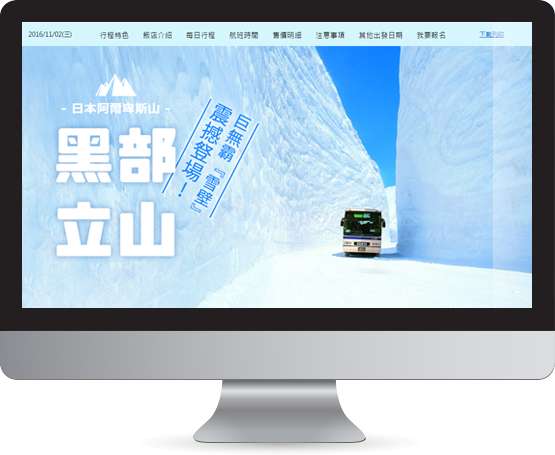 2016/11/02(三) 行程特色 飯店介紹 每日行程 航班時間 售價明細 注意事項 其他出發日期 我要報名 下載列印
- 日本阿爾卑斯山 -
黑部
立山
巨無霸『雪壁』
震撼登場！